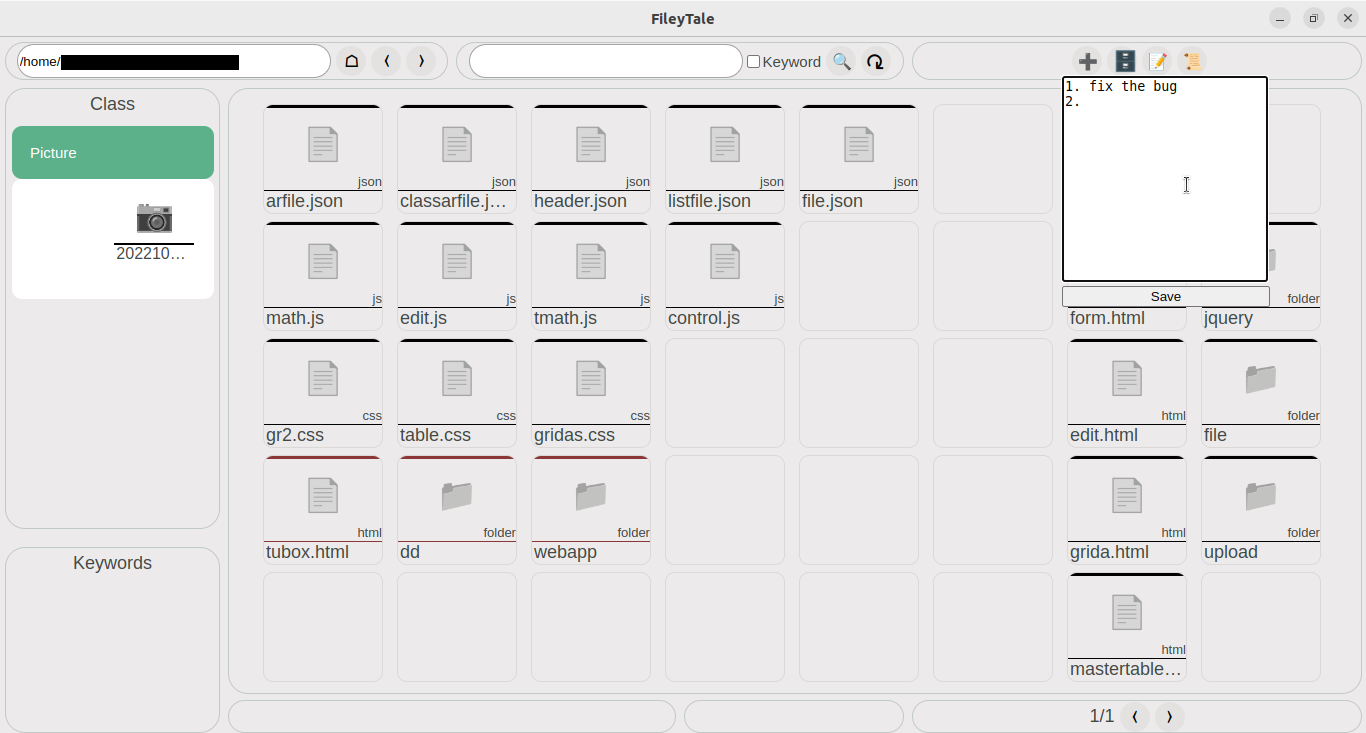 FileyTale
/home/
Keyword
1. fix the bug
2.
Save
Class
Picture
202210...
Keywords
json
json
json
json
json
arfile.json
classarfile.j...
header.json
listfile.json
file.json
js
js
js
js
folder
math.js
edit.js
tmath.js
control.js
form.html
jquery
css
css
css
html
folder
gr2.css
table.css
gridas.css
edit.html
file
html
folder
folder
html
folder
tubox.html
dd
webapp
grida.html
upload
html
mastertable...
1/1